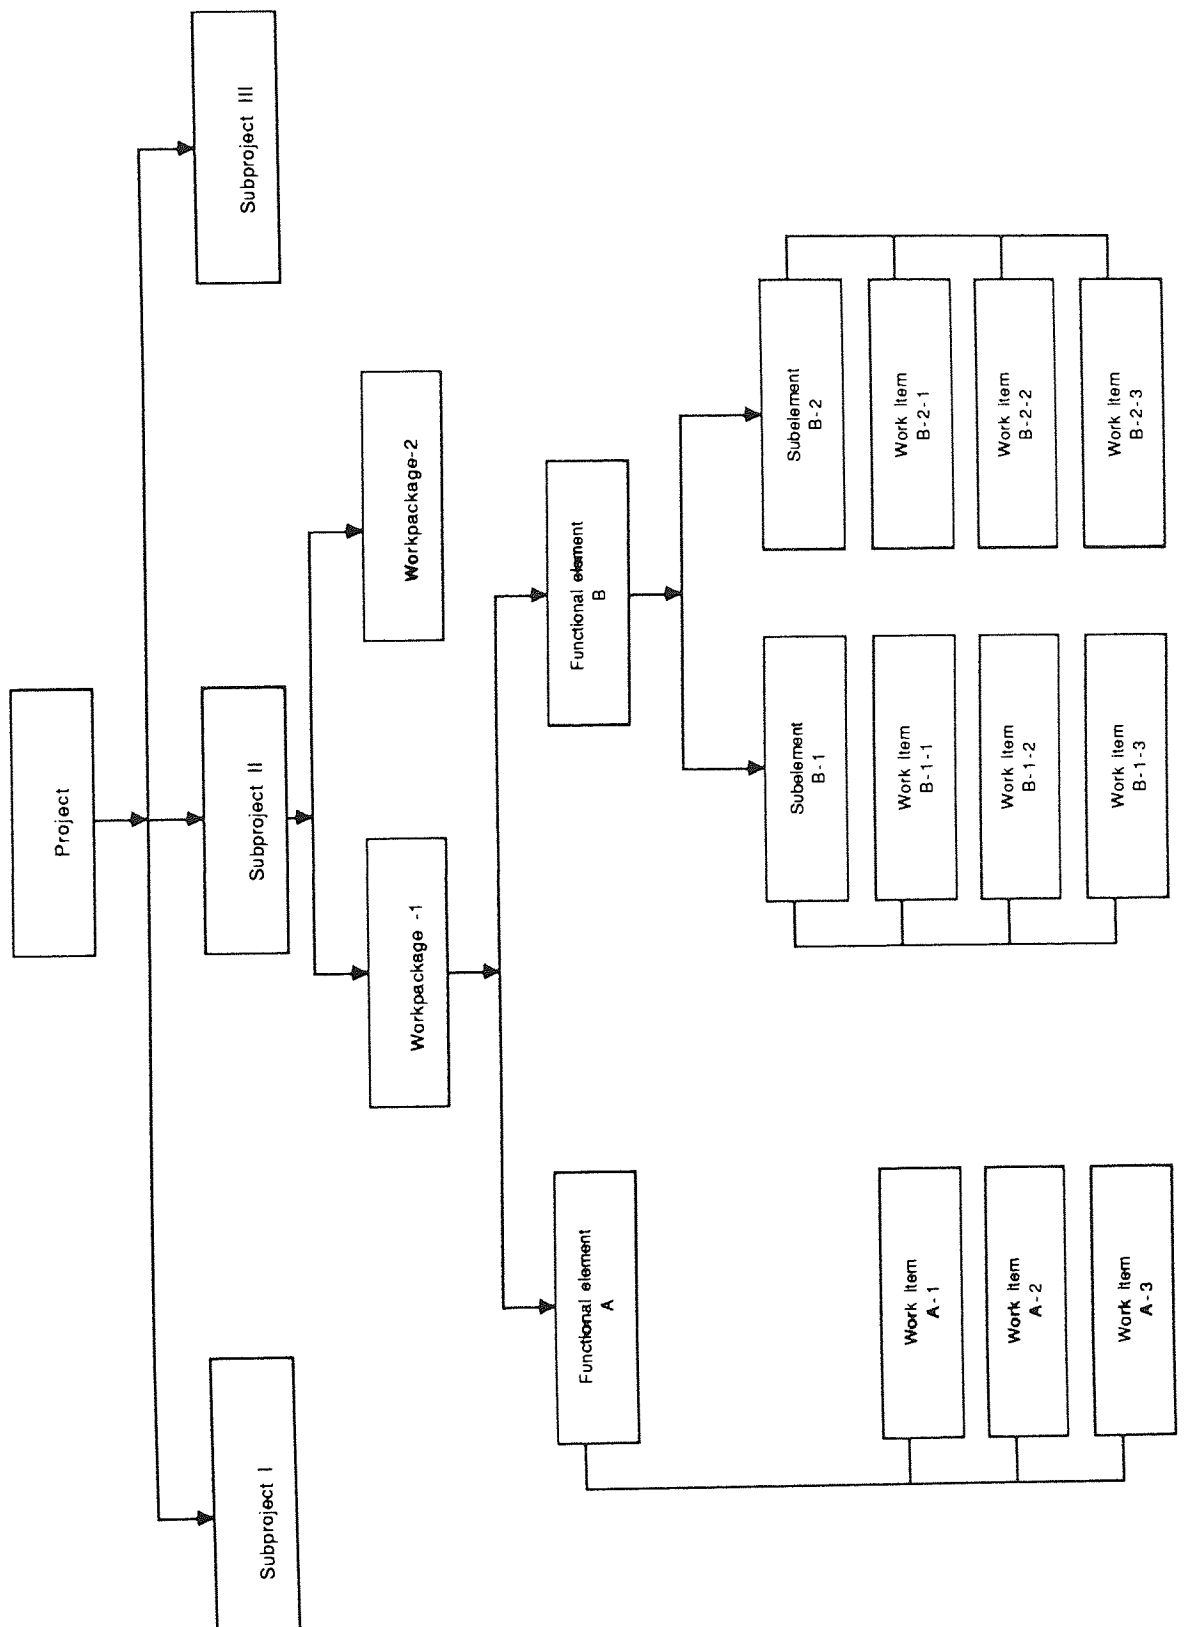 Project
Subproject I
Subproject II
Subproject III
Workpackage -1
Workpackage-2
Functional element
A
Functional element
B
Subelement
B-1
Subelement
B-2
Work item
A-1
Work item
B-1-1
Work item
B-2-1
Work item
A-2
Work item
B-1-2
Work item
B-2-2
Work item
A-3
Work item
B-1-3
Work item
B-2-3